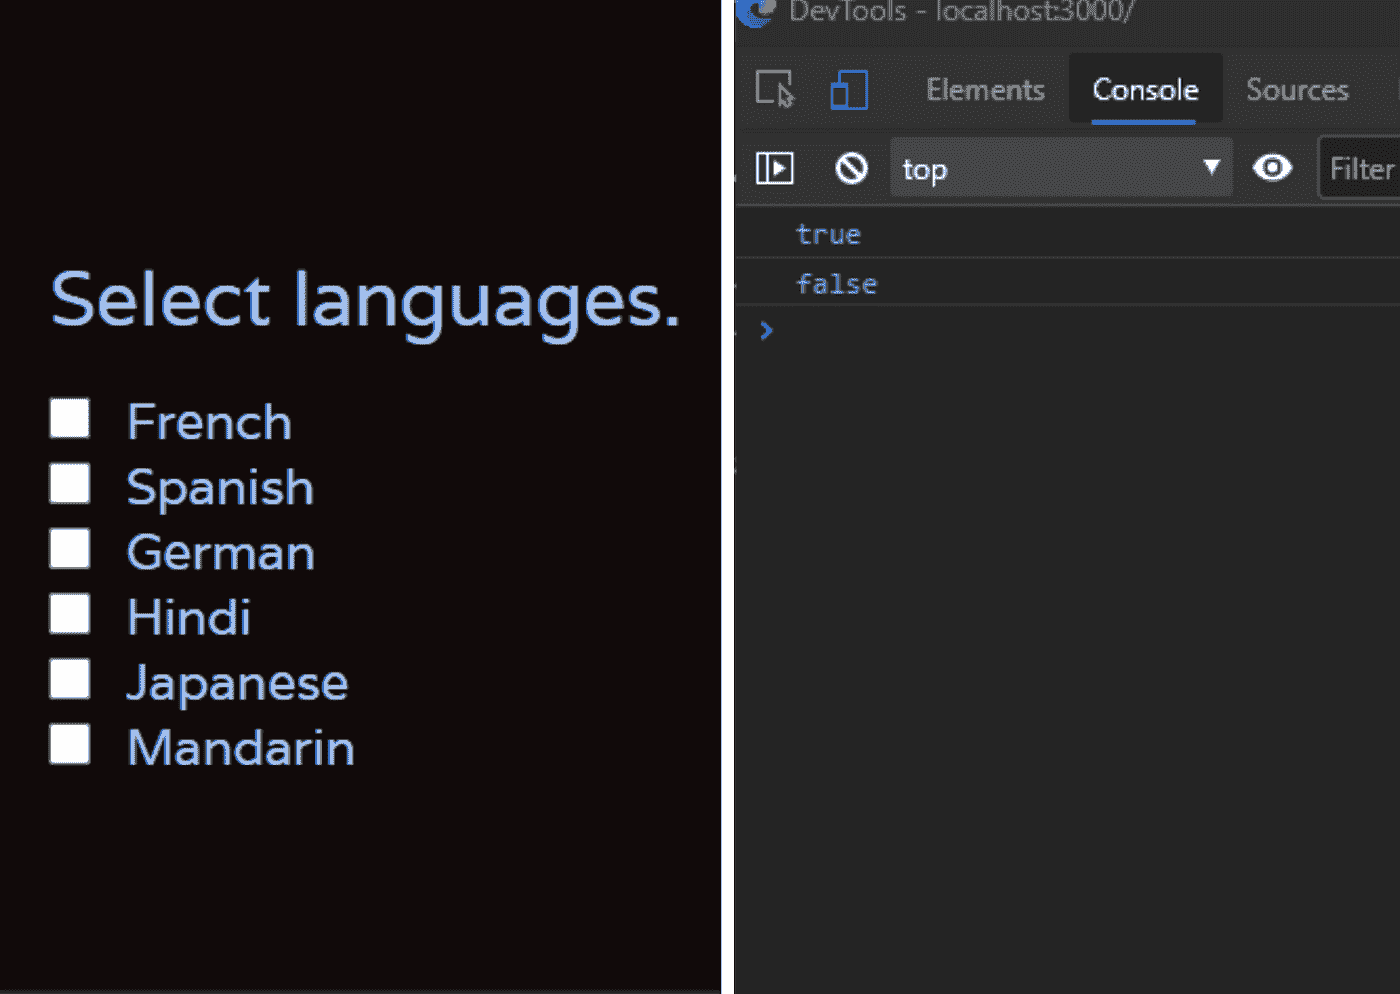 Select languages.
French
Spanish
German
Hindi
Japanese
Mandarin
DevTools - localhost:3000/
Elements Console Sources
top Filter
true
false